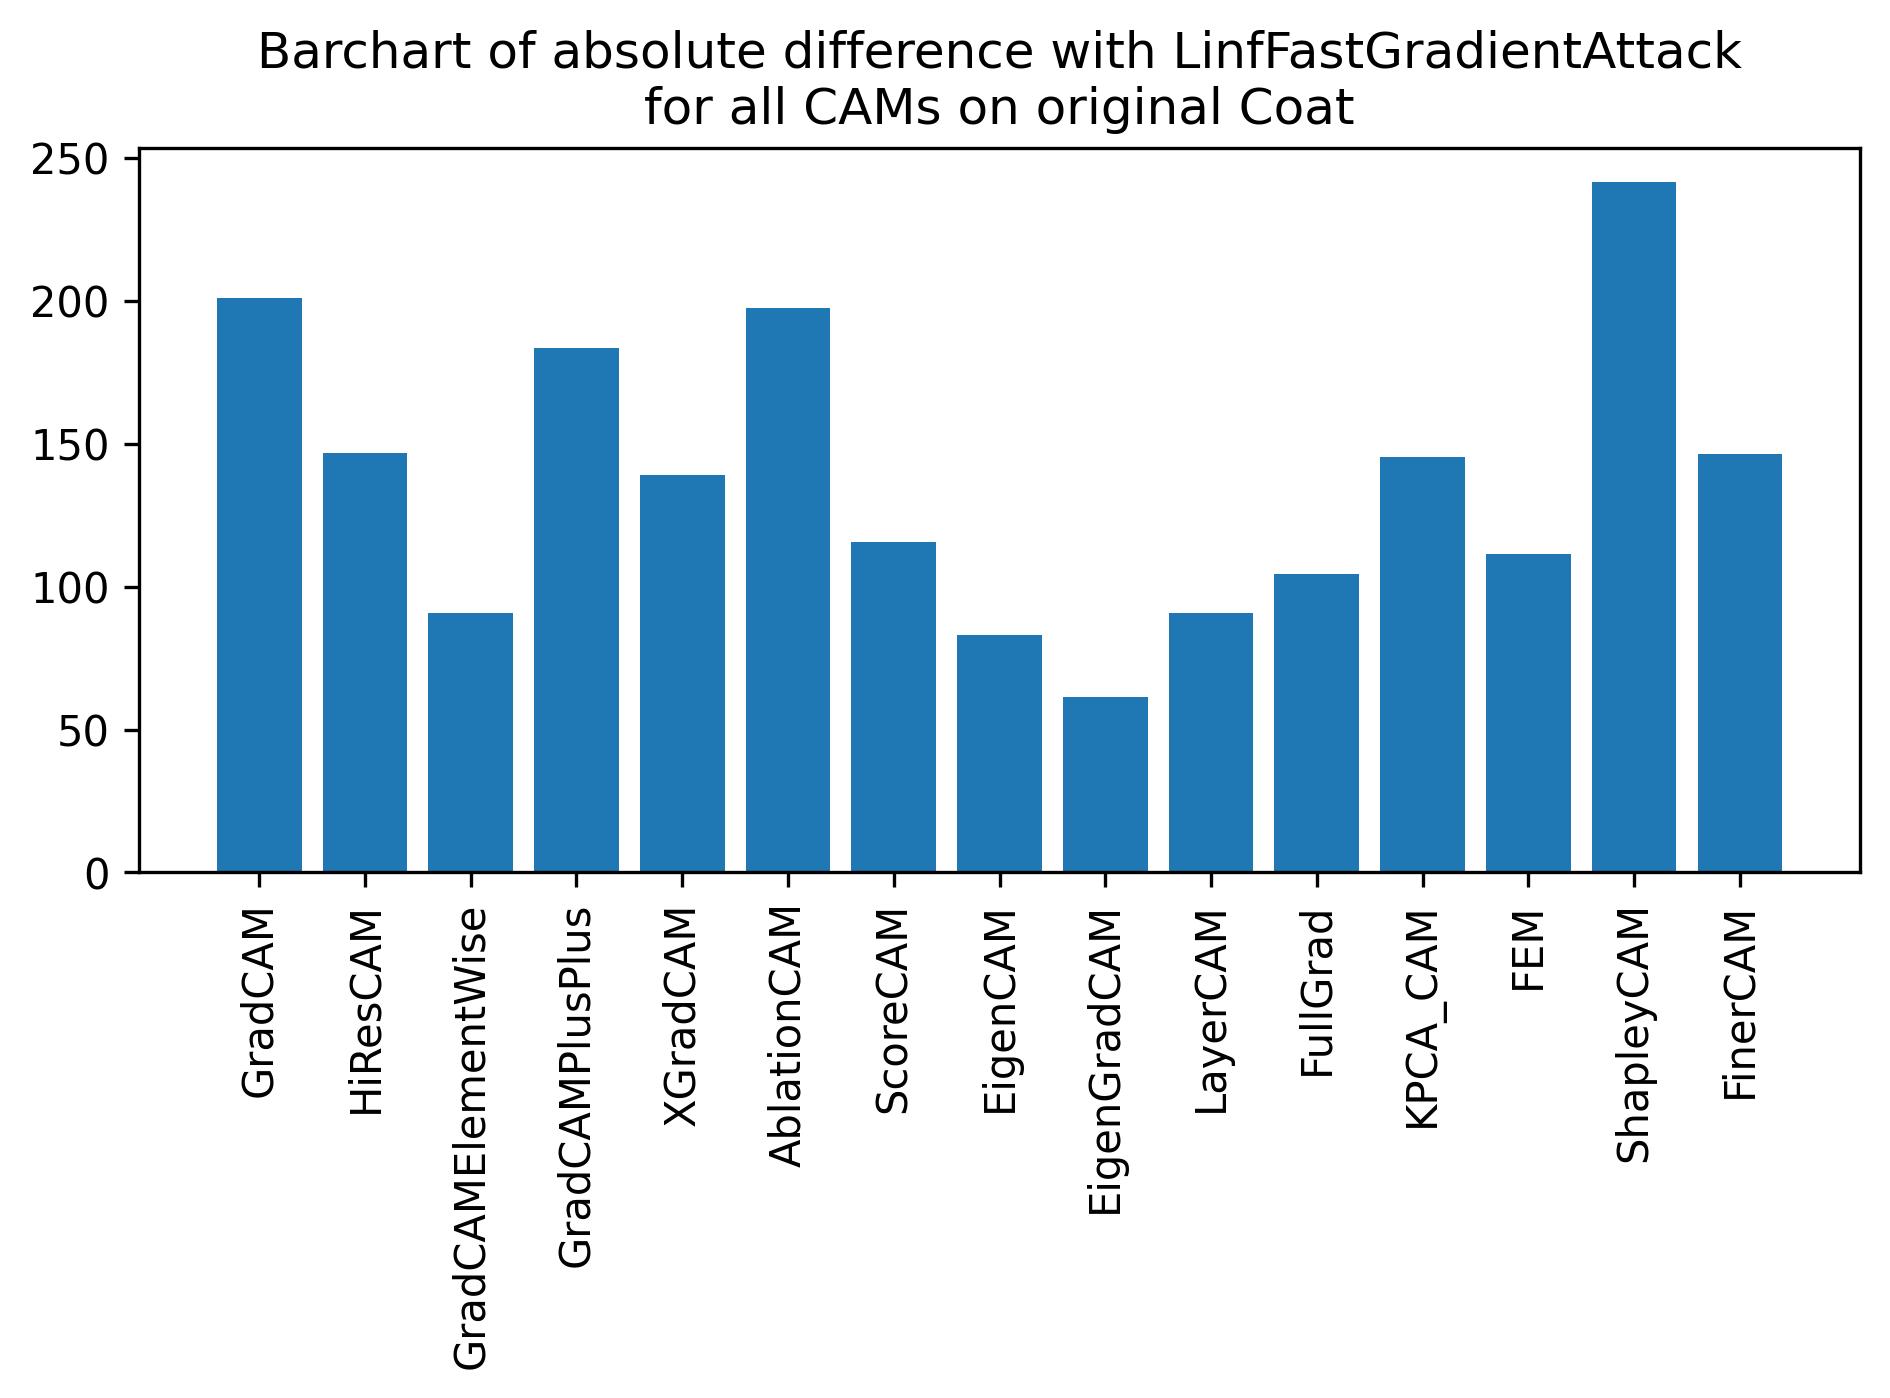 Barchart of absolute difference with LinfFastGradientAttack
for all CAMs on original Coat
250
200
150
100
50
0
GradCAM
HiResCAM
GradCAMElementWise
GradCAMPlusPlus
XGradCAM
AblationCAM
ScoreCAM
EigenCAM
EigenGradCAM
LayerCAM
FullGrad
KPCA_CAM
FEM
ShapleyCAM
FinerCAM